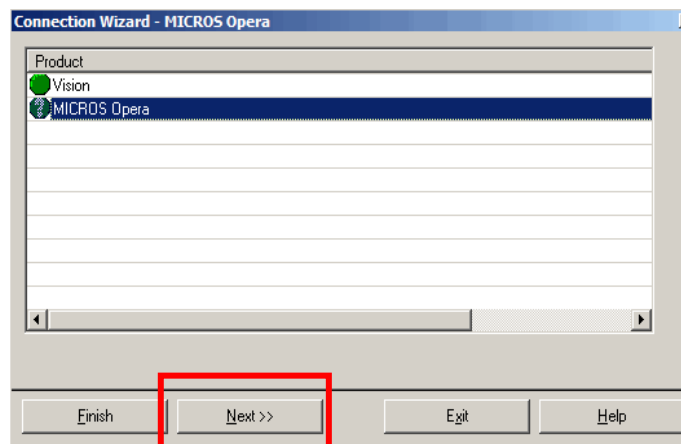 Connection Wizard - MICROS Opera
Product
Vision
MICROS Opera
Finish
Next >>
Exit
Help